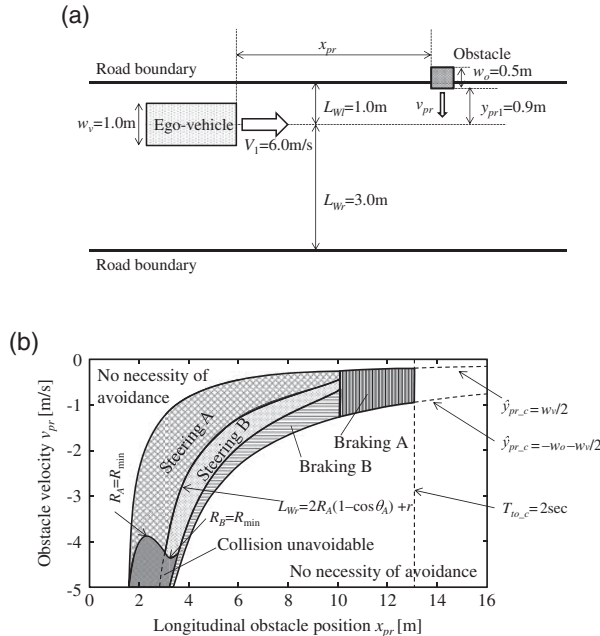 (a)
x_pr
Obstacle
w_o=0.5m
Road boundary
w_v=1.0m
Ego-vehicle
V_1=6.0m/s
L_Wl=1.0m
v_pr
y_pr1=0.9m
L_Wr=3.0m
Road boundary
(b)
Obstacle velocity v_pr [m/s]
0
-1
-2
-3
-4
-5
No necessity of
avoidance
Steering A
Steering B
Braking A
Braking B
R_A=R_min
R_B=R_min
L_Wr=2R_A(1–cosθ_A) +r
Collision unavoidable
No necessity of avoidance
ŷ_pr_c=w_v/2
ŷ_pr_c=-w_o-w_v/2
T_to_c=2sec
0 2 4 6 8 10 12 14 16
Longitudinal obstacle position x_pr [m]